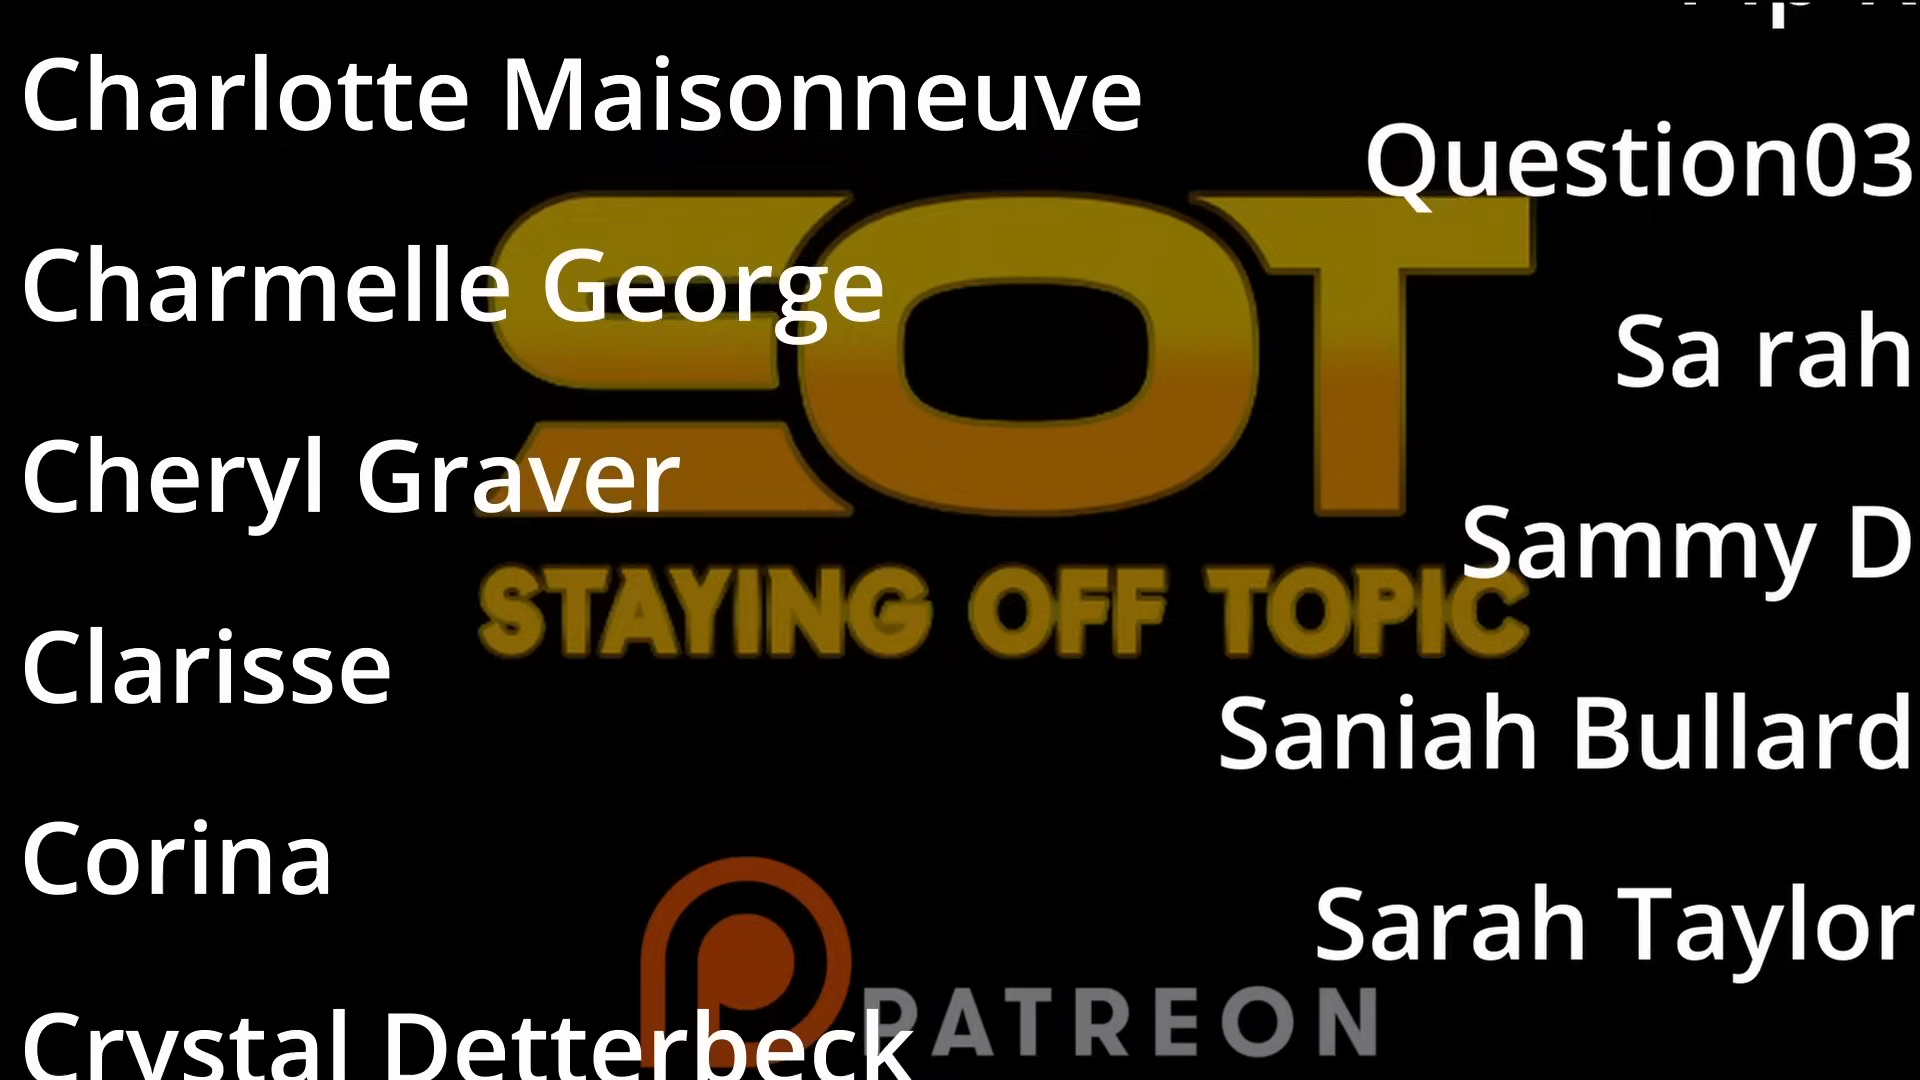 Charlotte Maisonneuve
Question03
Charmelle George
Sa rah
Cheryl Graver
Sammy D
Clarisse
Saniah Bullard
Corina
Sarah Taylor
Crystal Detterbeck
SOT
STAYING OFF TOPIC
PATREON